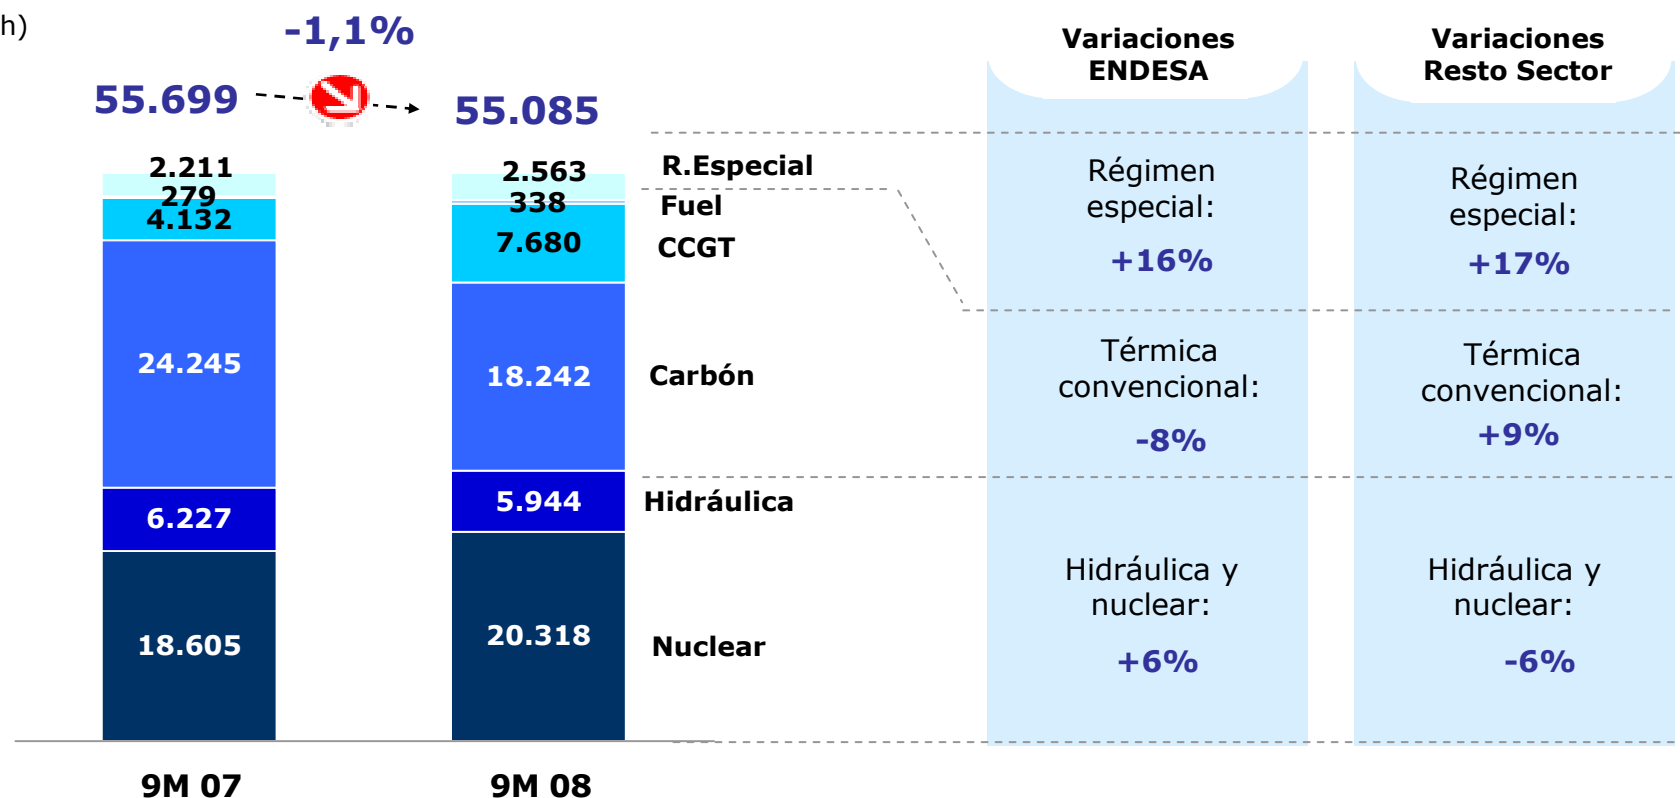 h)
-1,1%
55.699
55.085
2.211
279
4.132
24.245
6.227
18.605
9M 07
2.563
338
7.680
18.242
5.944
20.318
9M 08
R.Especial
Fuel
CCGT
Carbón
Hidráulica
Nuclear
Variaciones
ENDESA
Régimen
especial:
+16%
Térmica
convencional:
-8%
Hidráulica y
nuclear:
+6%
Variaciones
Resto Sector
Régimen
especial:
+17%
Térmica
convencional:
+9%
Hidráulica y
nuclear:
-6%